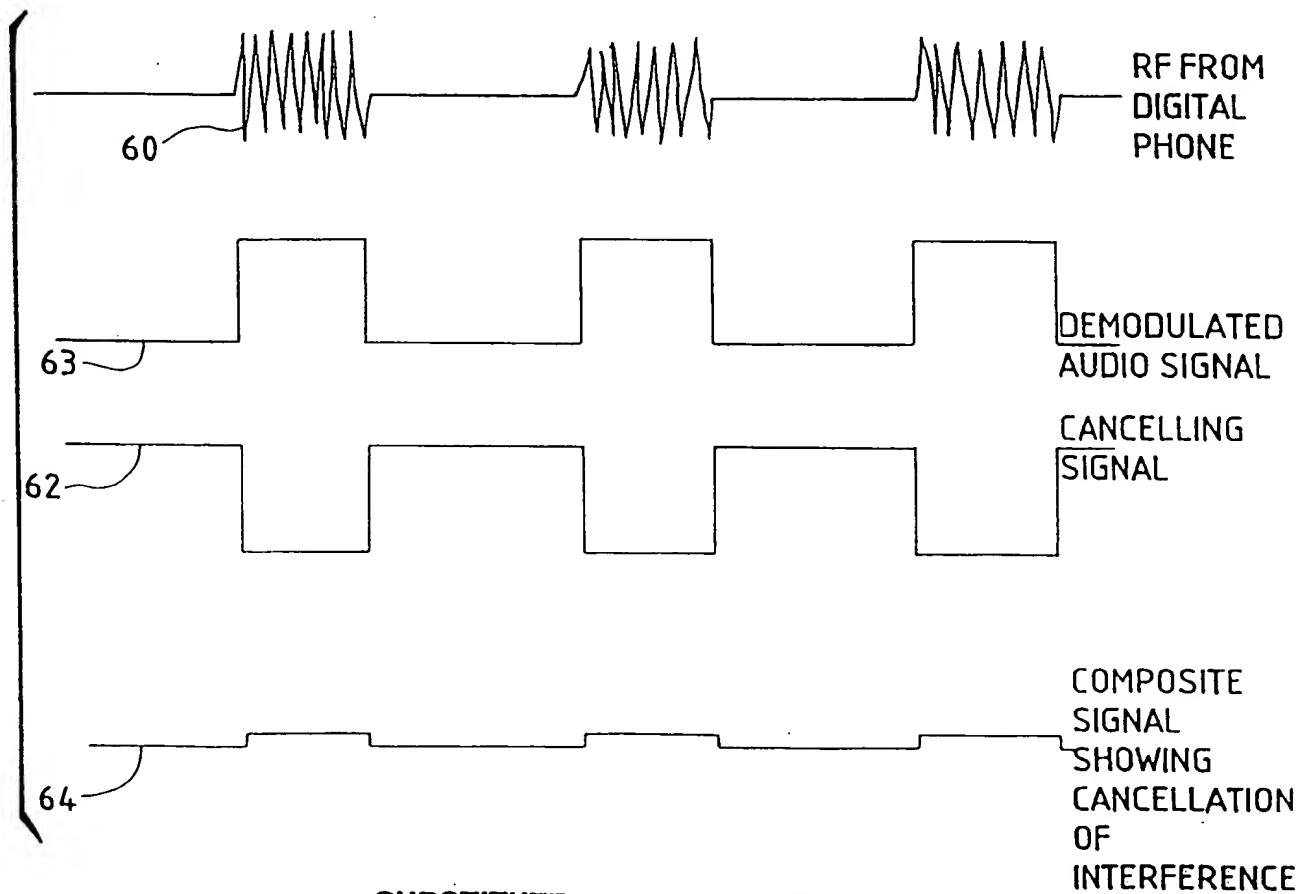 RF FROM
DIGITAL
PHONE
60
DEMODULATED
AUDIO SIGNAL
63
CANCELLING
SIGNAL
62
COMPOSITE
SIGNAL
SHOWING
CANCELLATION
OF
INTERFERENCE
64